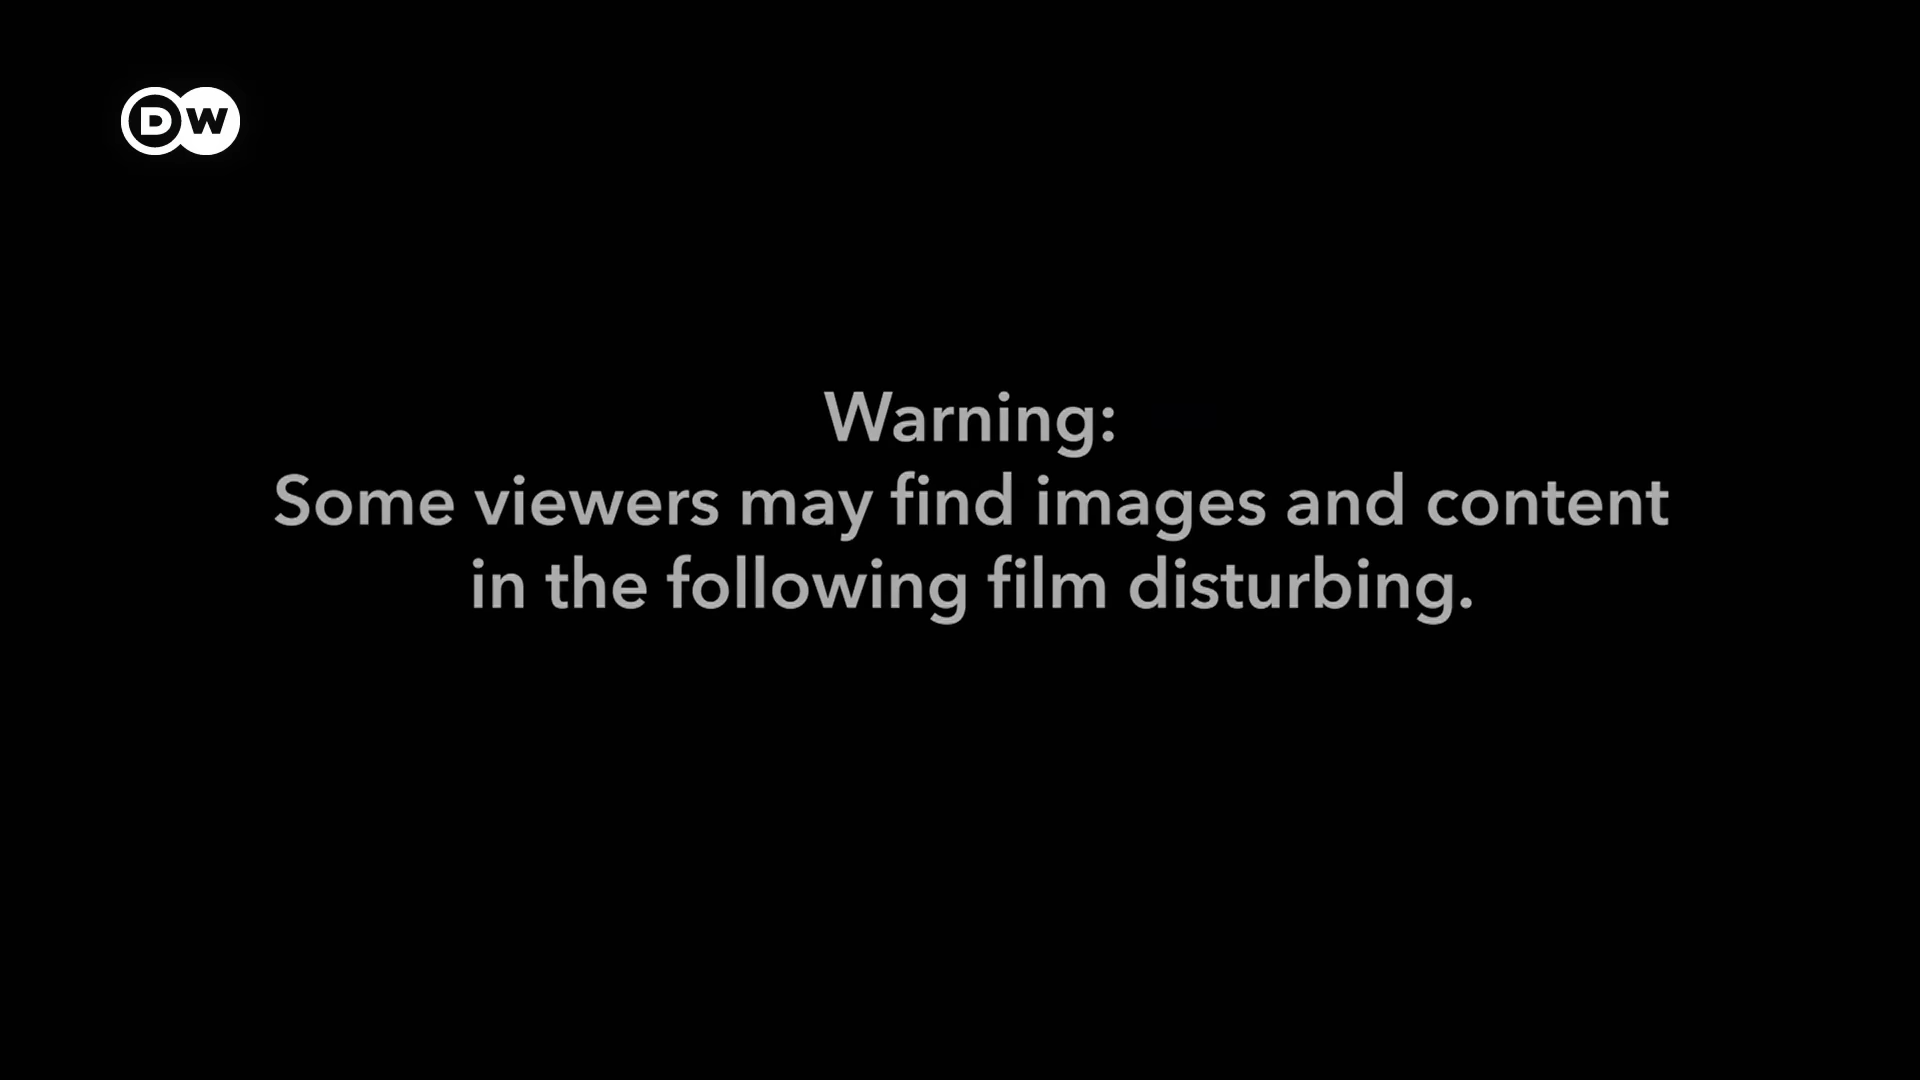 DW
Warning:
Some viewers may find images and content
in the following film disturbing.